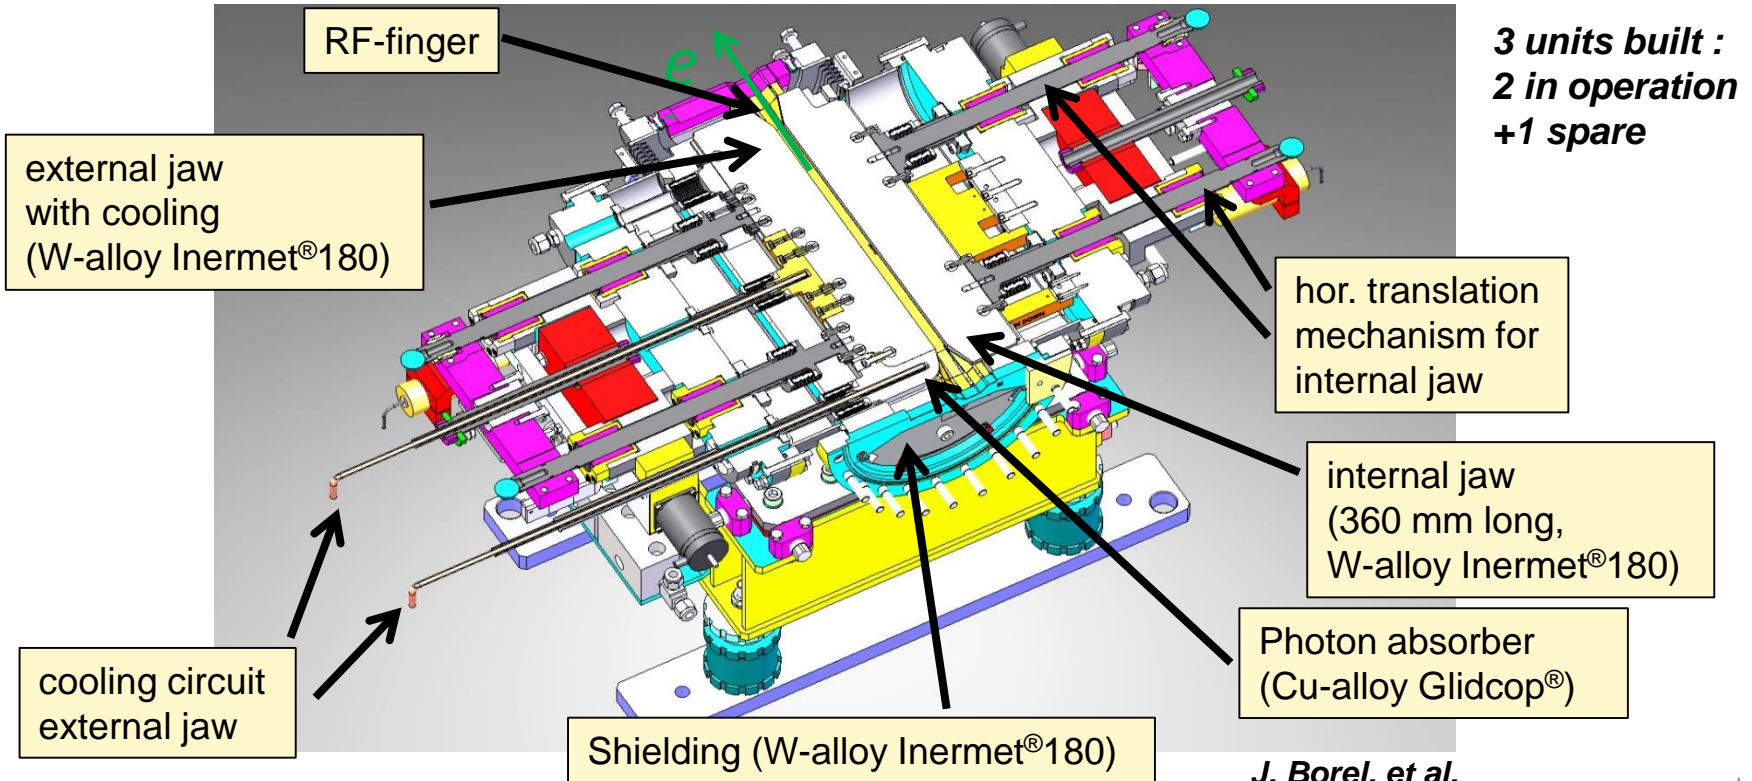 RF-finger
e
3 units built :
2 in operation
+1 spare
external jaw
with cooling
(W-alloy Inermet®180)
hor. translation
mechanism for
internal jaw
internal jaw
(360 mm long,
W-alloy Inermet®180)
Photon absorber
(Cu-alloy Glidcop®)
cooling circuit
external jaw
Shielding (W-alloy Inermet®180)
J. Borel, et al.